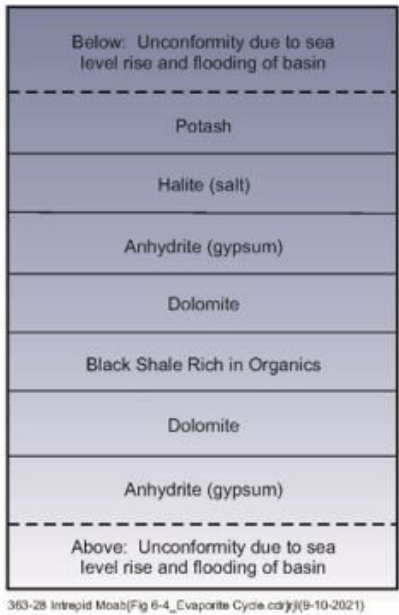 Below: Unconformity due to sea
level rise and flooding of basin
Potash
Halite (salt)
Anhydrite (gypsum)
Dolomite
Black Shale Rich in Organics
Dolomite
Anhydrite (gypsum)
Above: Unconformity due to sea
level rise and flooding of basin
363-28 Intrepid Moab(Fig 6-4_Evaporite Cycle.cdr)rjl(9-10-2021)